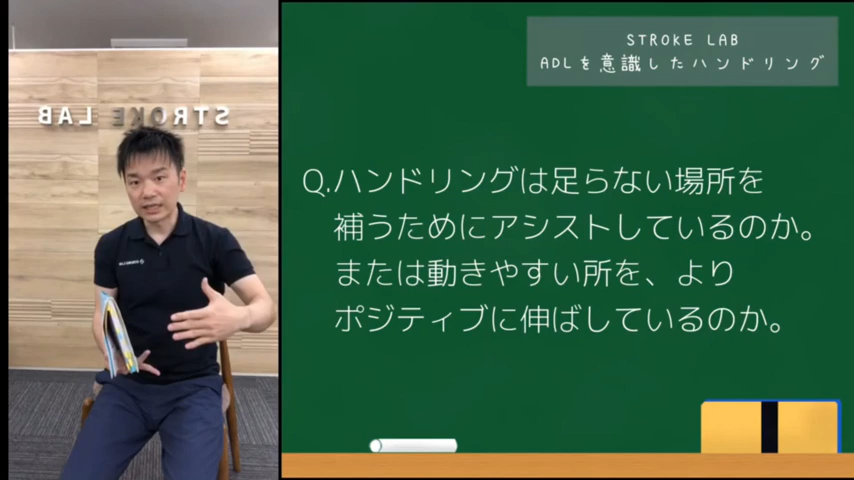 STROKE LAB
STROKE LAB
ADLを意識したハンドリング
Q.ハンドリングは足らない場所を
補うためにアシストしているのか。
または動きやすい所を、より
ポジティブに伸ばしているのか。